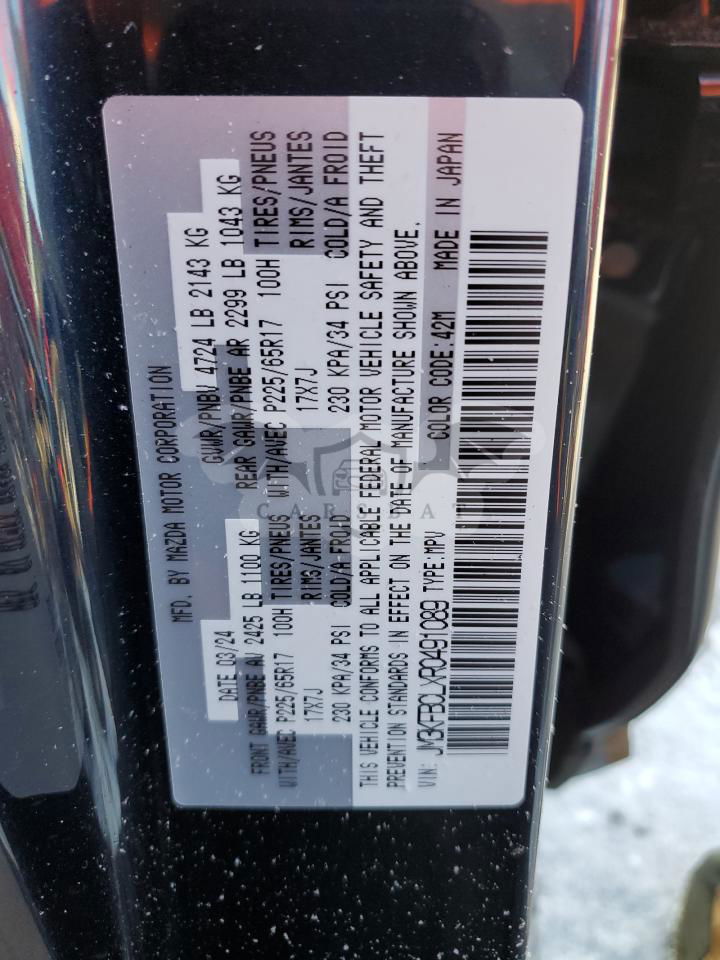 MFD. BY MAZDA MOTOR CORPORATION
DATE 03/24
GVWR/PNBV 4724 LB 2143 KG
FRONT GAWR/PNBE AV 2425 LB 1100 KG
REAR GAWR/PNBE AR 2299 LB 1043 KG
WITH/AVEC P225/65R17 100H TIRES/PNEUS
WITH/AVEC P225/65R17 100H TIRES/PNEUS
17X7J RIMS/JANTES
17X7J RIMS/JANTES
230 KPA/34 PSI COLD/A FROID
230 KPA/34 PSI COLD/A FROID
THIS VEHICLE CONFORMS TO ALL APPLICABLE FEDERAL MOTOR VEHICLE SAFETY AND THEFT
PREVENTION STANDARDS IN EFFECT ON THE DATE OF MANUFACTURE SHOWN ABOVE.
VIN: JM3KFBCLXR0491089 TYPE:MPV COLOR CODE:42M MADE IN JAPAN